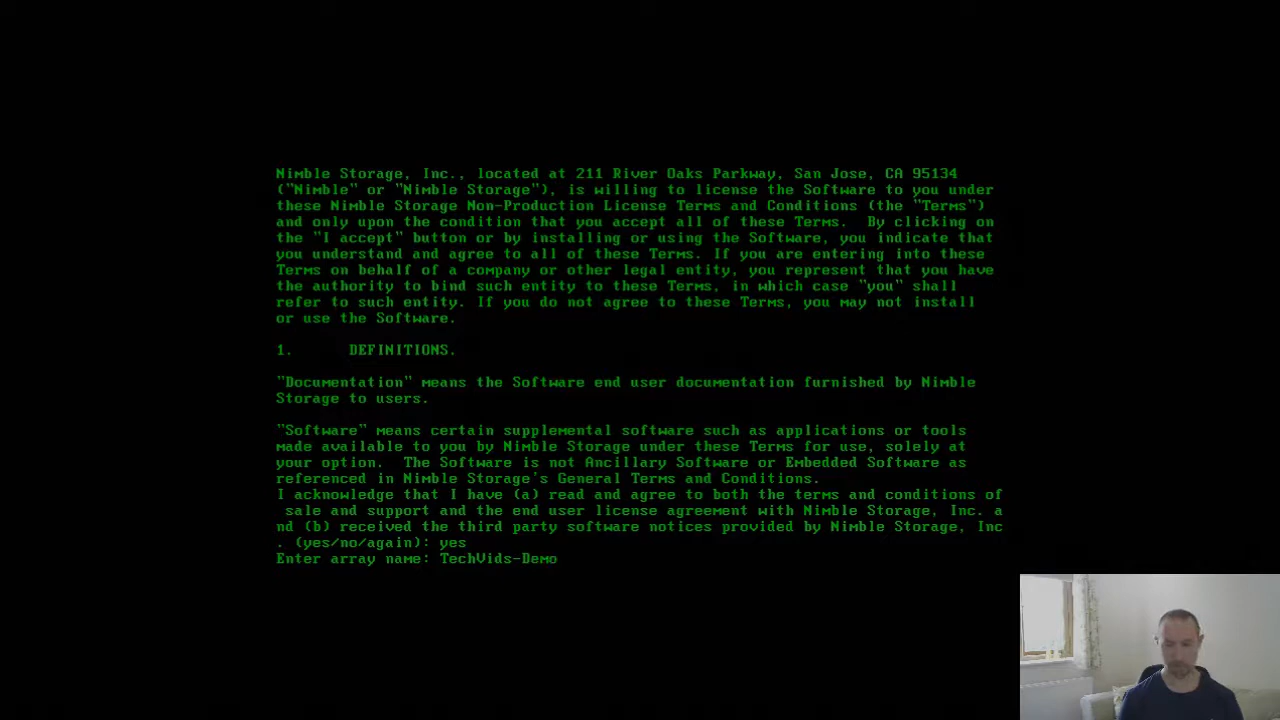 Nimble Storage, Inc., located at 211 River Oaks Parkway, San Jose, CA 95134
("Nimble" or "Nimble Storage"), is willing to license the Software to you under
these Nimble Storage Non-Production License Terms and Conditions (the "Terms")
and only upon the condition that you accept all of these Terms.  By clicking on
the "I accept" button or by installing or using the Software, you indicate that
you understand and agree to all of these Terms. If you are entering into these
Terms on behalf of a company or other legal entity, you represent that you have
the authority to bind such entity to these Terms, in which case "you" shall
refer to such entity. If you do not agree to these Terms, you may not install
or use the Software.
1.      DEFINITIONS.
"Documentation" means the Software end user documentation furnished by Nimble
Storage to users.
"Software" means certain supplemental software such as applications or tools
made available to you by Nimble Storage under these Terms for use, solely at
your option.  The Software is not Ancillary Software or Embedded Software as
referenced in Nimble Storage's General Terms and Conditions.
I acknowledge that I have (a) read and agree to both the terms and conditions of
 sale and support and the end user license agreement with Nimble Storage, Inc. a
nd (b) received the third party software notices provided by Nimble Storage, Inc
. (yes/no/again): yes
Enter array name: TechVids-Demo